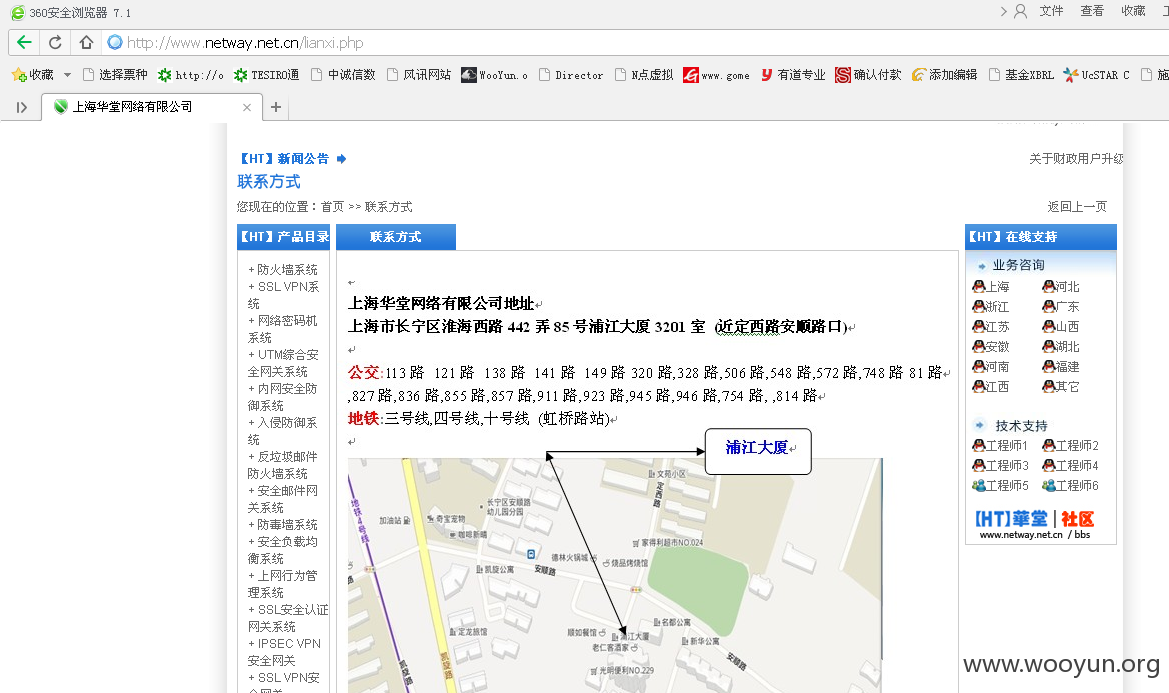 360安全浏览器 7.1
文件 查看 收藏
http://www.netway.net.cn/lianxi.php
收藏 选择票种 http://o TESIRO通 中诚信数 风讯网站 WooYun.o Director N点虚拟 www.gome 有道专业 确认付款 添加编辑 基金XBRL UcSTAR C 施
上海华堂网络有限公司
【HT】新闻公告
关于财政用户升级
联系方式
您现在的位置：首页 >> 联系方式
返回上一页
【HT】产品目录
+ 防火墙系统
+ SSL VPN系
统
+ 网络密码机
系统
+ UTM综合安
全网关系统
+ 内网安全防
御系统
+ 入侵防御系
统
+ 反垃圾邮件
防火墙系统
+ 安全邮件网
关系统
+ 防毒墙系统
+ 安全负载均
衡系统
+ 上网行为管
理系统
+ SSL安全认证
网关系统
+ IPSEC VPN
安全网关
+ SSL VPN安
全网关
联系方式
上海华堂网络有限公司地址
上海市长宁区淮海西路 442 弄 85 号浦江大厦 3201 室 (近定西路安顺路口)
公交:113 路 121 路 138 路 141 路 149 路 320 路,328 路,506 路,548 路,572 路,748 路 81 路
,827 路,836 路,855 路,857 路,911 路,923 路,945 路,946 路,754 路, ,814 路
地铁:三号线,四号线,十号线 (虹桥路站)
浦江大厦
文苑小区
定西路
地铁4号线
长宁区安顺路
幼儿园分园
加油站
奇宝宠物
咖啡新晴
家得利超市NO.024
德林火锅城
烧品烤烧馆
凯旋公寓
安顺路
名都公寓
定龙旅馆
顺如餐馆
浦江大厦
新华公寓
老仁客酒家
安顺路
光明便利NO.229
凯旋路
凯旋路
【HT】在线支持
业务咨询
上海 河北
浙江 广东
江苏 山西
安徽 湖北
河南 福建
江西 其它
技术支持
工程师1 工程师2
工程师3 工程师4
工程师5 工程师6
[HT]華堂 | 社区
www.netway.net.cn / bbs
www.wooyun.org